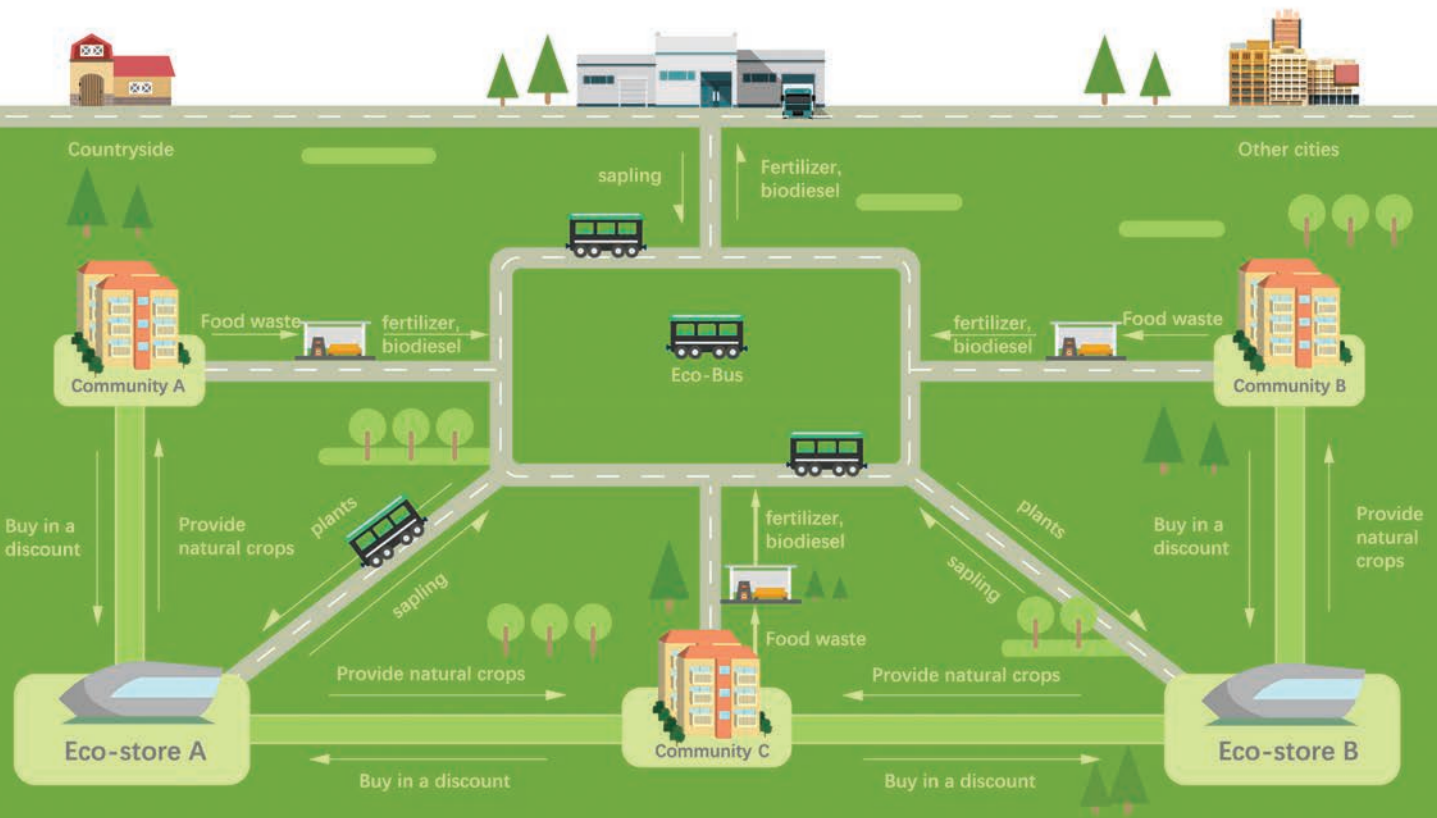 Countryside
Other cities
sapling
Fertilizer,
biodiesel
Food waste
fertilizer,
biodiesel
fertilizer,
biodiesel
Food waste
Community A
Eco-Bus
Community B
Buy in a
discount
Provide
natural crops
plants
sapling
fertilizer,
biodiesel
plants
sapling
Buy in a
discount
Provide
natural
crops
Food waste
Provide natural crops
Provide natural crops
Eco-store A
Community C
Eco-store B
Buy in a discount
Buy in a discount